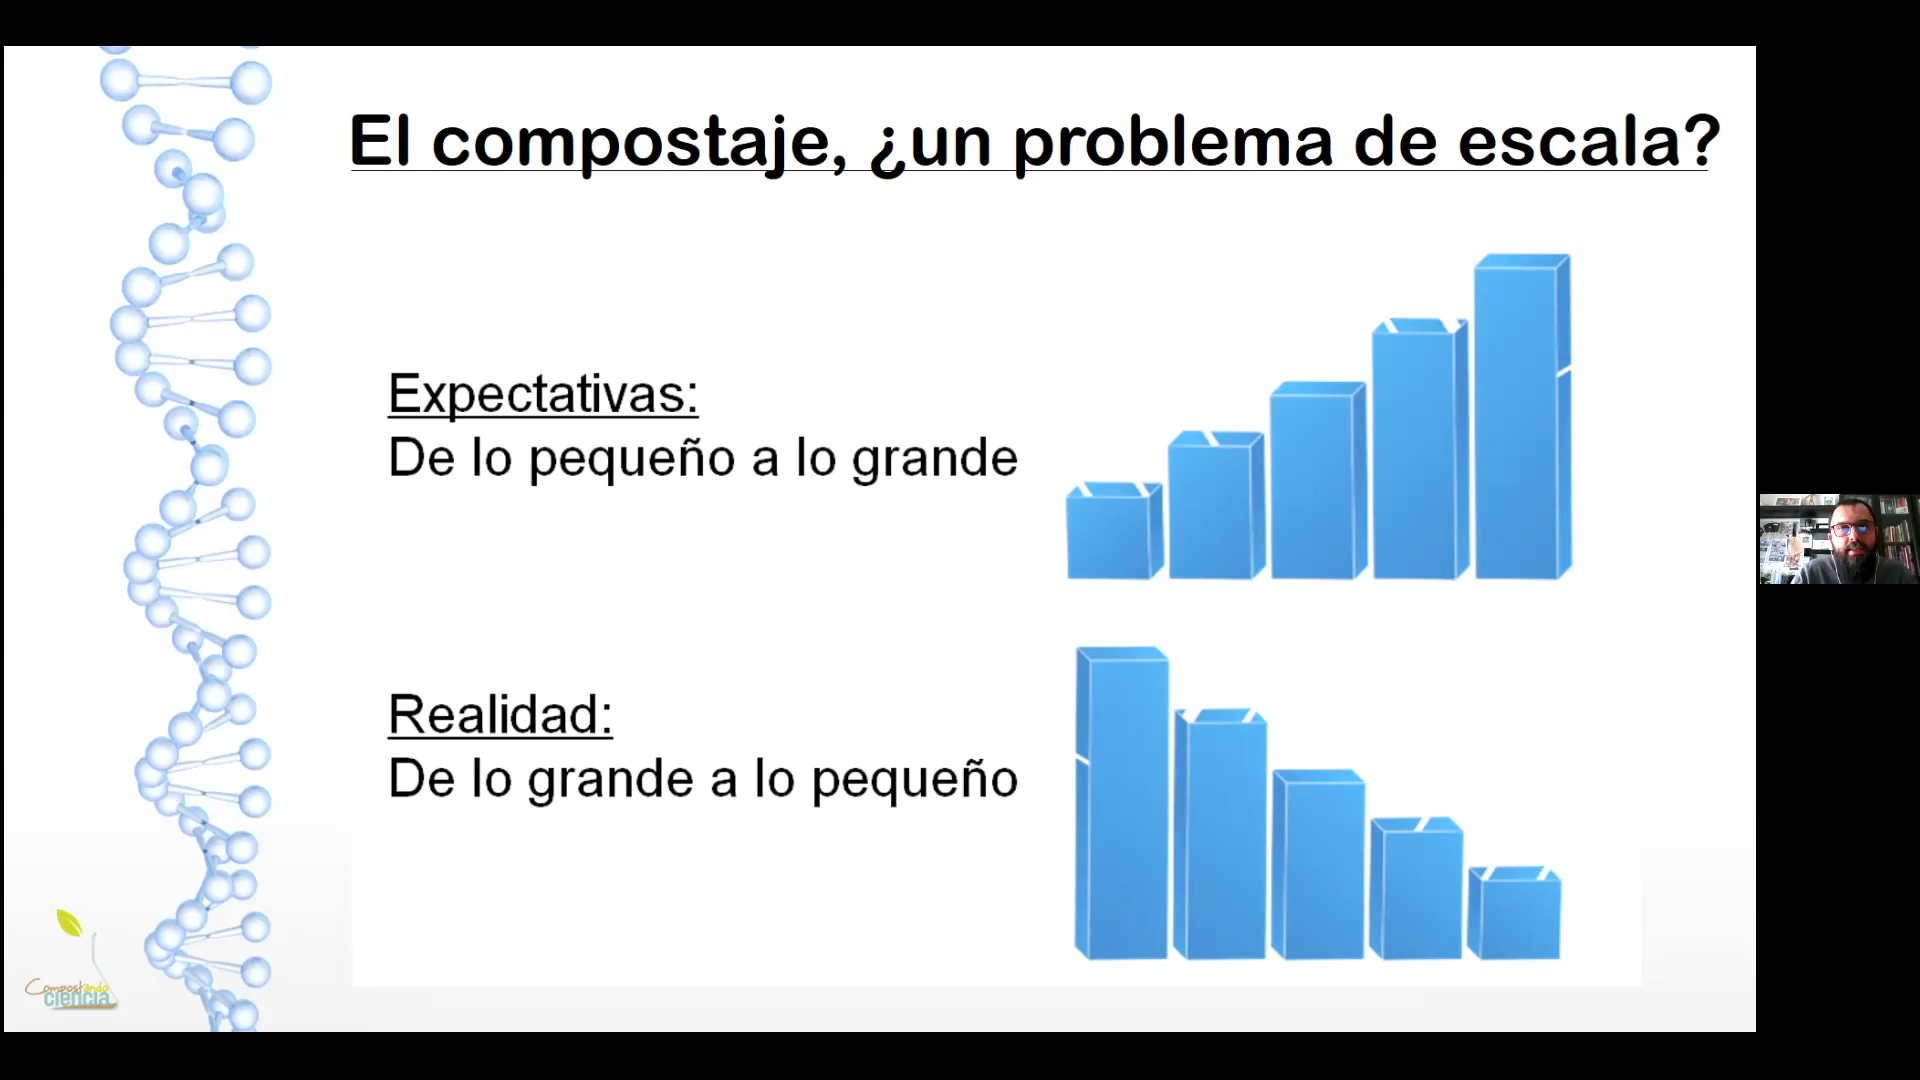 El compostaje, ¿un problema de escala?
Expectativas:
De lo pequeño a lo grande
Realidad:
De lo grande a lo pequeño
Compostando
ciencia